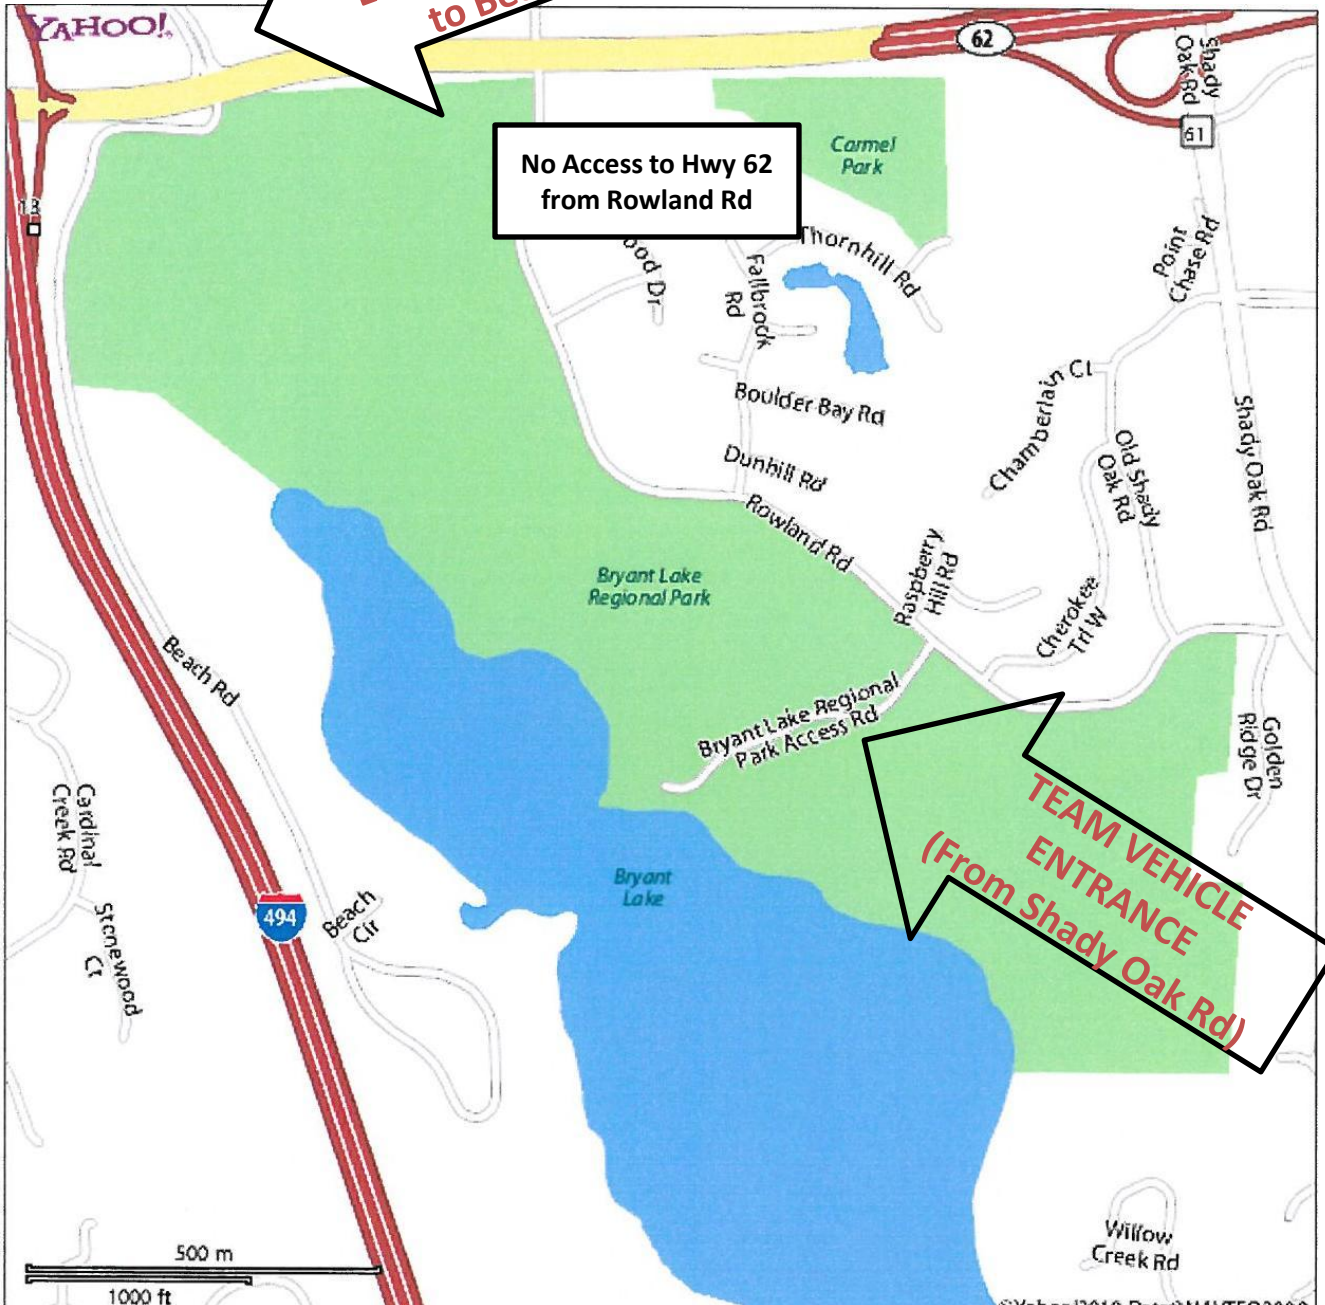 YAHOO!
to Be
62
Shady
Oak Rd
61
Carmel
Park
No Access to Hwy 62
from Rowland Rd
13
ood Dr
Fallbrook
Rd
Thornhill Rd
Point
Chase Rd
Boulder Bay Rd
Chamberlain Ct
Shady Oak Rd
Dunhill Rd
Old Shady
Oak Rd
Rowland Rd
Raspberry
Hill Rd
Bryant Lake
Regional Park
Cherokee
Trl W
Beach Rd
Bryant Lake Regional
Park Access Rd
Golden
Ridge Dr
Cardinal
Creek Rd
TEAM VEHICLE
ENTRANCE
(From Shady Oak Rd)
Bryant
Lake
494
Beach
Cir
Stonewood
Ct
Willow
Creek Rd
500 m
1000 ft